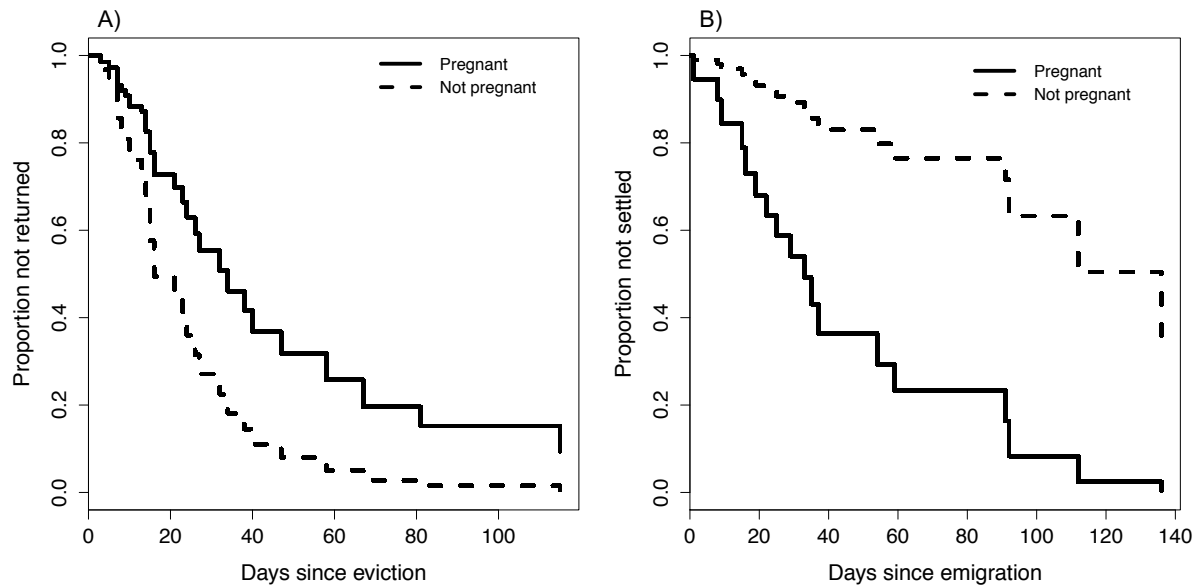 A)
Proportion not returned
1.0
0.8
0.6
0.4
0.2
0.0
Pregnant
Not pregnant
0 20 40 60 80 100
Days since eviction
B)
Proportion not settled
1.0
0.8
0.6
0.4
0.2
0.0
Pregnant
Not pregnant
0 20 40 60 80 100 120 140
Days since emigration